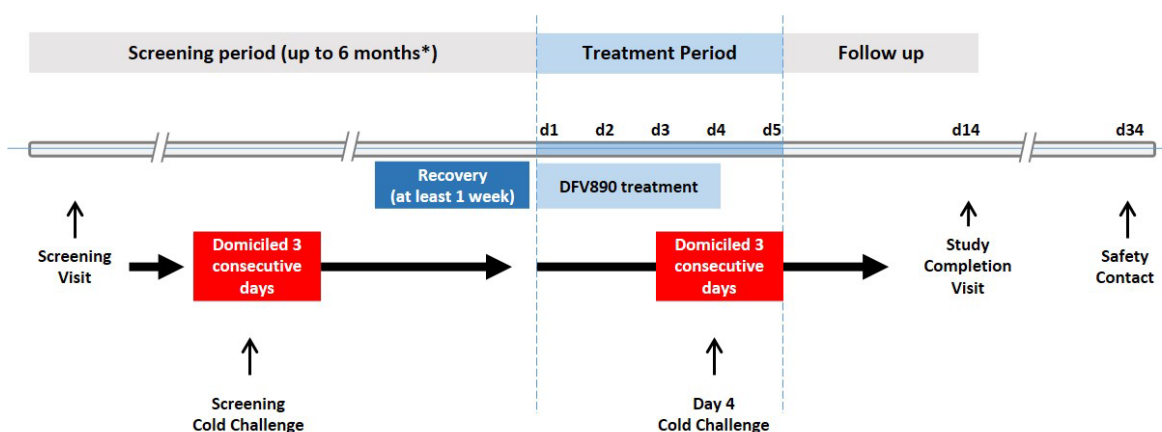 Screening period (up to 6 months*)
Treatment Period
Follow up
d1
d2
d3
d4
d5
d14
d34
Recovery
(at least 1 week)
DFV890 treatment
Screening
Visit
Domiciled 3
consecutive
days
Domiciled 3
consecutive
days
Study
Completion
Visit
Safety
Contact
Screening
Cold Challenge
Day 4
Cold Challenge